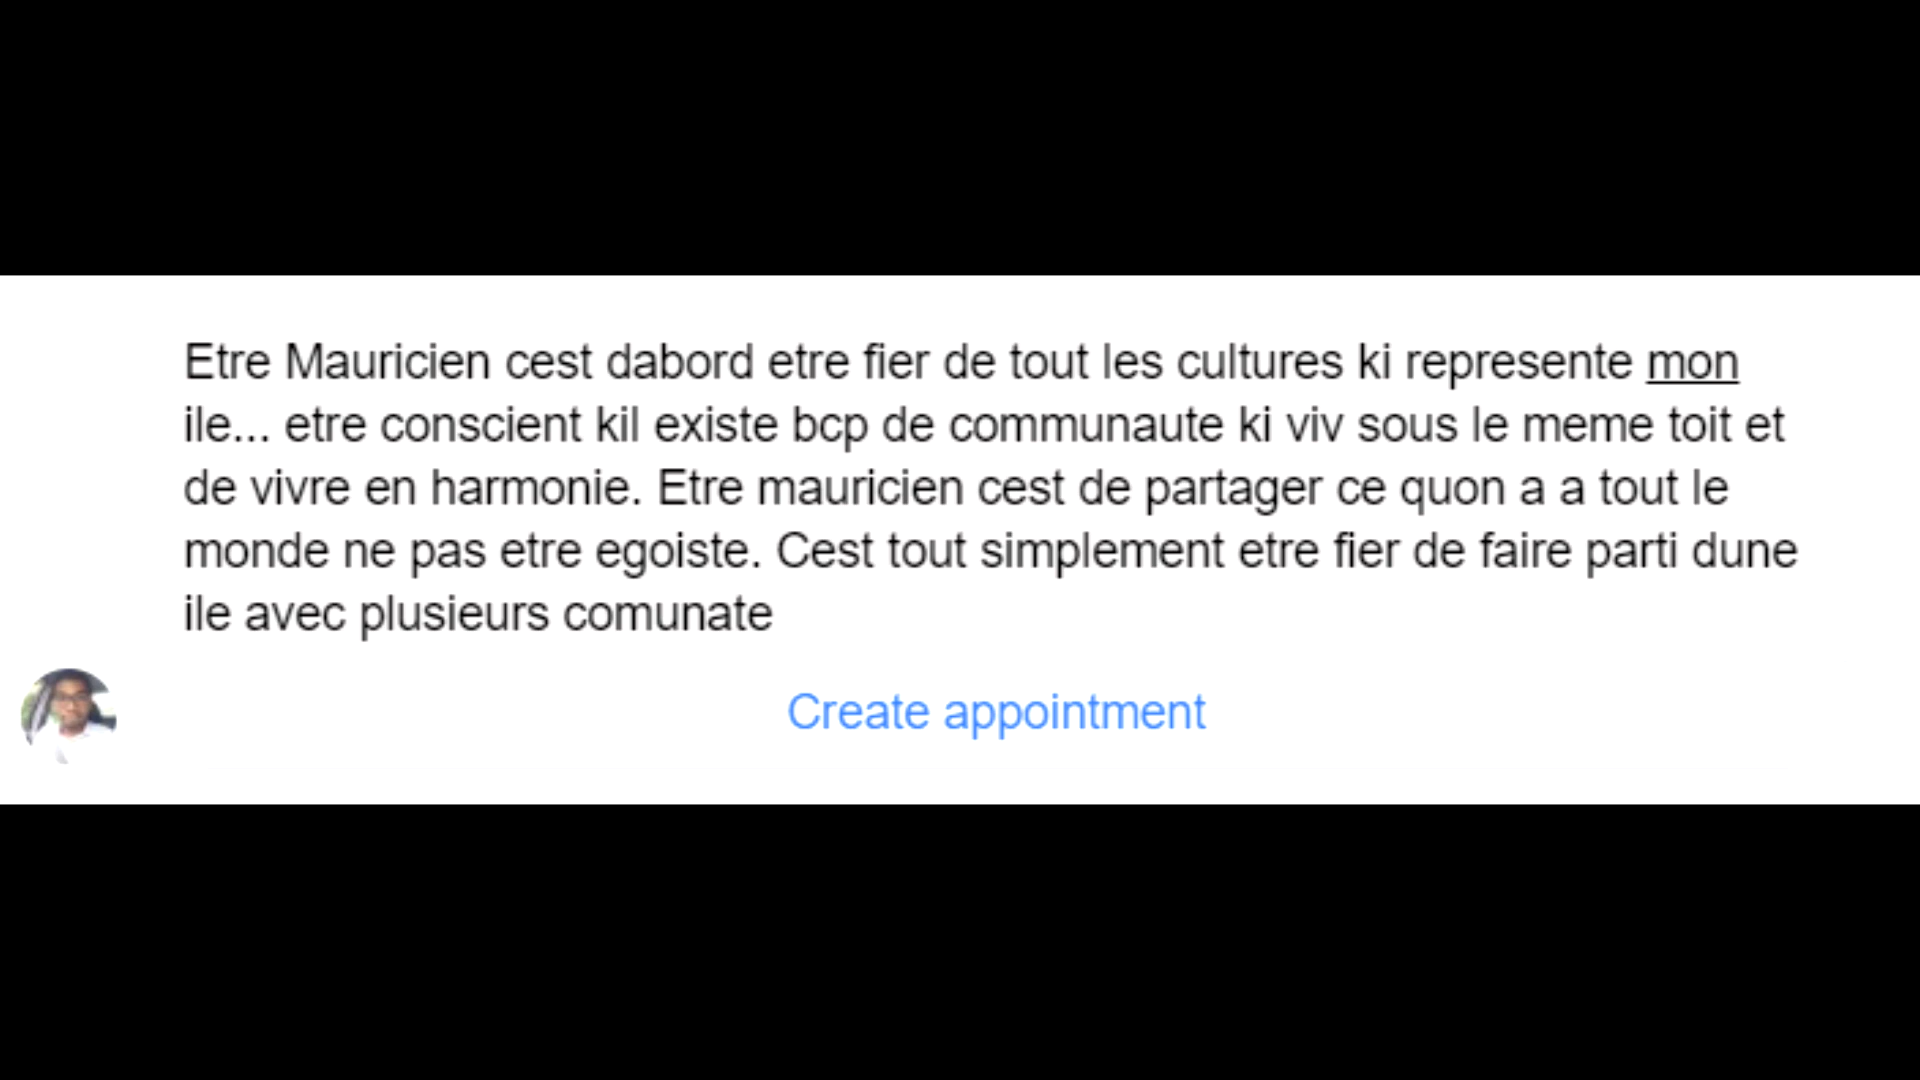 Etre Mauricien cest dabord etre fier de tout les cultures ki represente mon
ile... etre conscient kil existe bcp de communaute ki viv sous le meme toit et
de vivre en harmonie. Etre mauricien cest de partager ce quon a a tout le
monde ne pas etre egoiste. Cest tout simplement etre fier de faire parti dune
ile avec plusieurs comunate
Create appointment